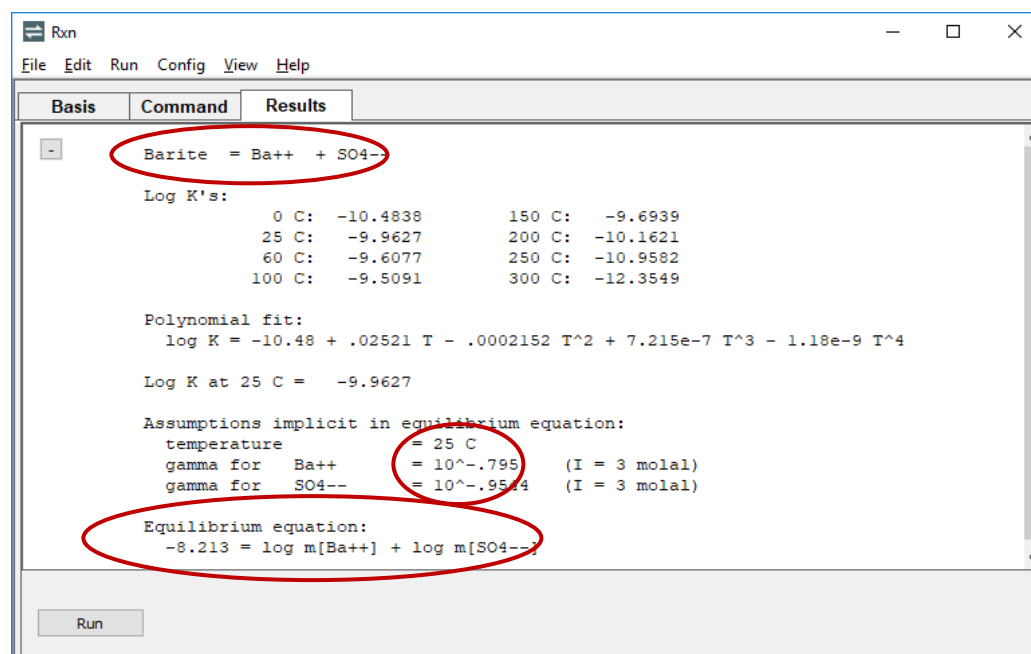 Rxn
File Edit Run Config View Help
Basis Command Results
-
Barite = Ba++ + SO4--
Log K's:
0 C: -10.4838 150 C: -9.6939
25 C: -9.9627 200 C: -10.1621
60 C: -9.6077 250 C: -10.9582
100 C: -9.5091 300 C: -12.3549
Polynomial fit:
log K = -10.48 + .02521 T - .0002152 T^2 + 7.215e-7 T^3 - 1.18e-9 T^4
Log K at 25 C = -9.9627
Assumptions implicit in equilibrium equation:
temperature = 25 C
gamma for Ba++ = 10^-.795 (I = 3 molal)
gamma for SO4-- (I = 3 molal)
Equilibrium equation:
-8.213 = log m[Ba++] + log m[SO4--]
Run